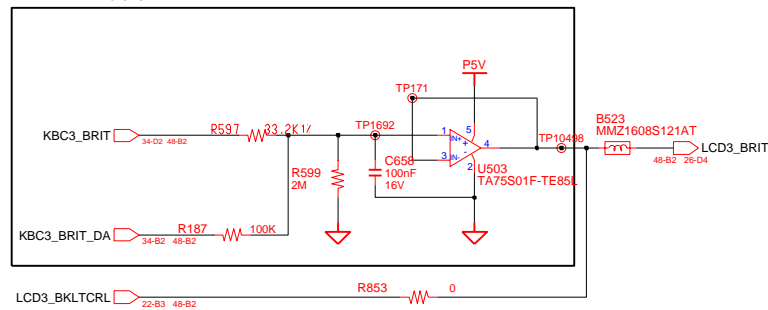 P5V
TP171
B523
MMZ1608S121AT
KBC3_BRIT
34-D2 48-B2
R597
33.2K1%
TP1692
1
IN+
5
+
-
4
TP10498
LCD3_BRIT
48-B2 26-D4
3
IN-
2
U503
TA75S01F-TE85L
R599
2M
C658
100nF
16V
KBC3_BRIT_DA
34-B2 48-B2
R187
100K
LCD3_BKLTCRL
22-B3 48-B2
R853
0